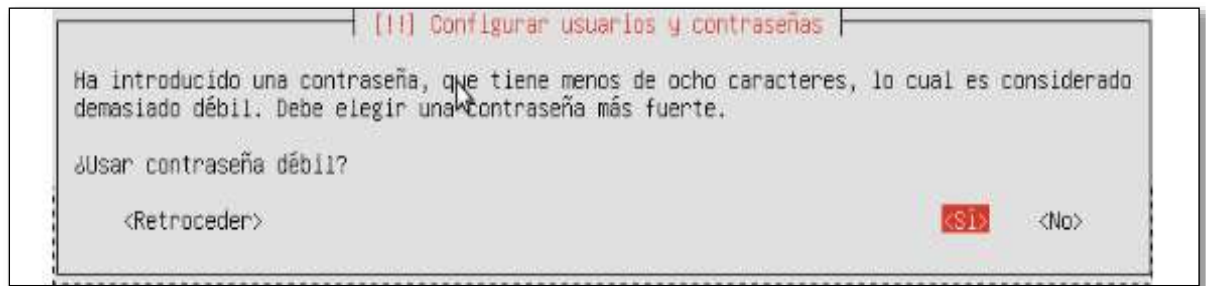 [!!] Configurar usuarios y contraseñas
Ha introducido una contraseña, que tiene menos de ocho caracteres, lo cual es considerado
demasiado débil. Debe elegir una contraseña más fuerte.
¿Usar contraseña débil?
<Retroceder> <Sí> <No>